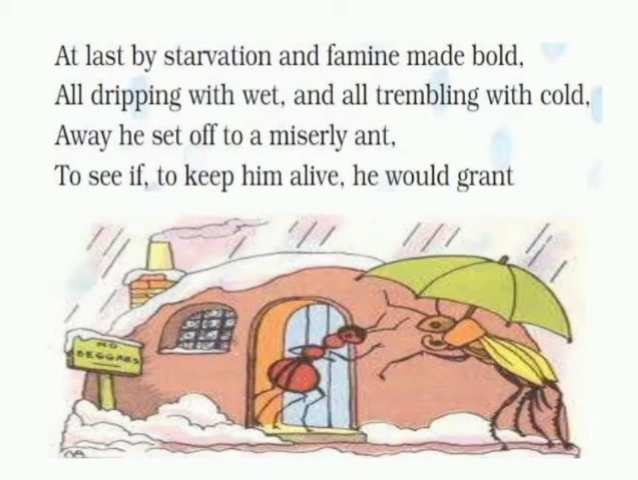 At last by starvation and famine made bold,
All dripping with wet, and all trembling with cold,
Away he set off to a miserly ant,
To see if, to keep him alive, he would grant
NO
BEGGARS